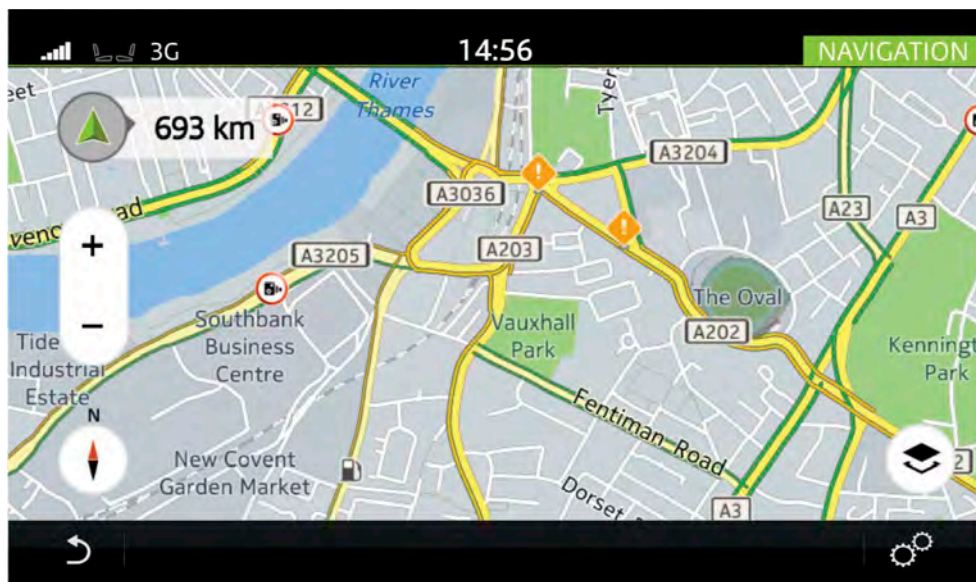 3G
14:56
NAVIGATION
River
Thames
693 km
A3204
A3036
A23
A3
A203
A3205
The Oval
Southbank
Business
Centre
Vauxhall
Park
A202
Tide
Industrial
Estate
Fentiman Road
N
New Covent
Garden Market
Dorset
A3
Park